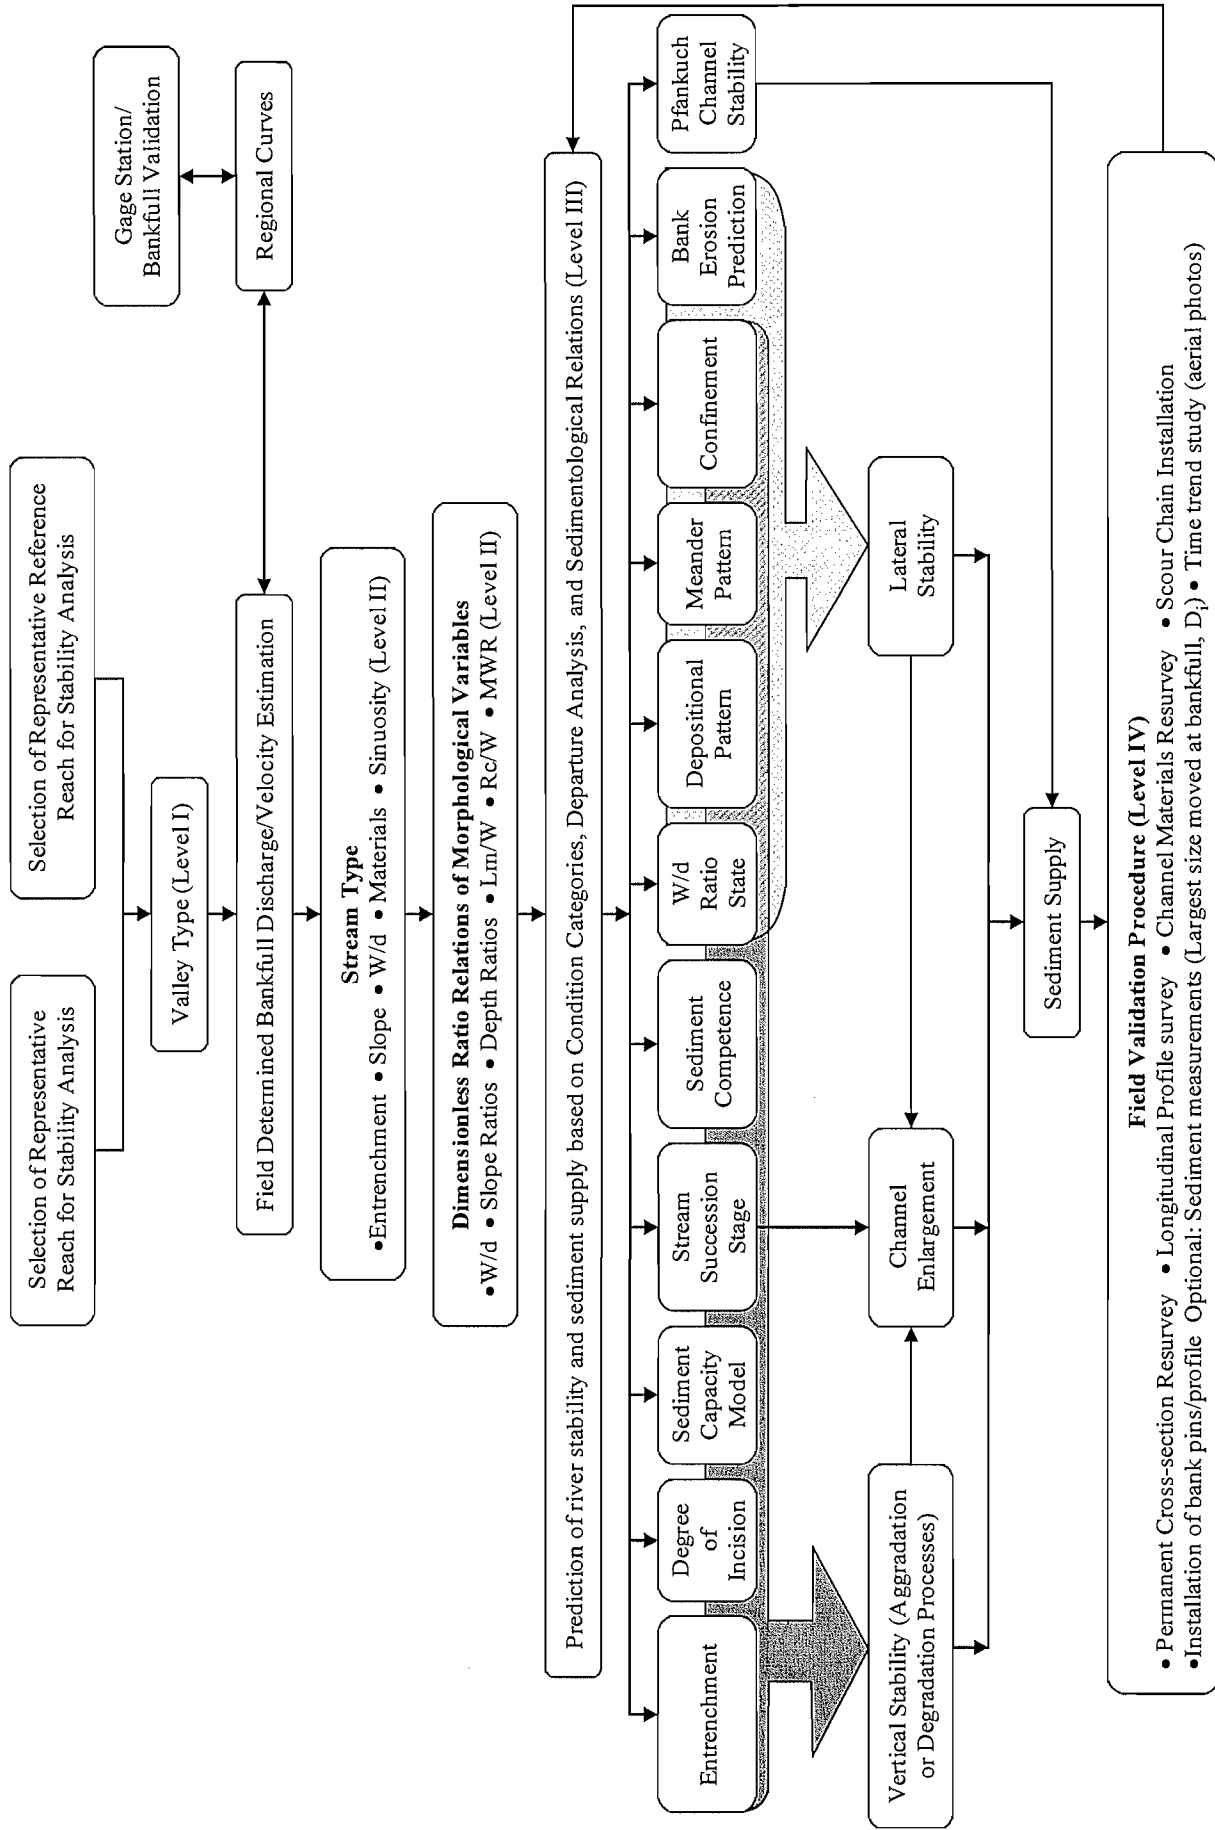 Selection of Representative
Reach for Stability Analysis
Selection of Representative Reference
Reach for Stability Analysis
Gage Station/
Bankfull Validation
Valley Type (Level I)
Field Determined Bankfull Discharge/Velocity Estimation
Regional Curves
Stream Type
•Entrenchment • Slope • W/d • Materials • Sinuosity (Level II)
Dimensionless Ratio Relations of Morphological Variables
• W/d • Slope Ratios • Depth Ratios • Lm/W • Rc/W • MWR (Level II)
Prediction of river stability and sediment supply based on Condition Categories, Departure Analysis, and Sedimentological Relations (Level III)
Entrenchment
Degree
of
Incision
Sediment
Capacity
Model
Stream
Succession
Stage
Sediment
Competence
W/d
Ratio
State
Depositional
Pattern
Meander
Pattern
Confinement
Bank
Erosion
Prediction
Pfankuch
Channel
Stability
Vertical Stability (Aggradation
or Degradation Processes)
Channel
Enlargement
Lateral
Stability
Sediment Supply
Field Validation Procedure (Level IV)
• Permanent Cross-section Resurvey • Longitudinal Profile survey • Channel Materials Resurvey • Scour Chain Installation
•Installation of bank pins/profile Optional: Sediment measurements (Largest size moved at bankfull, Di) • Time trend study (aerial photos)